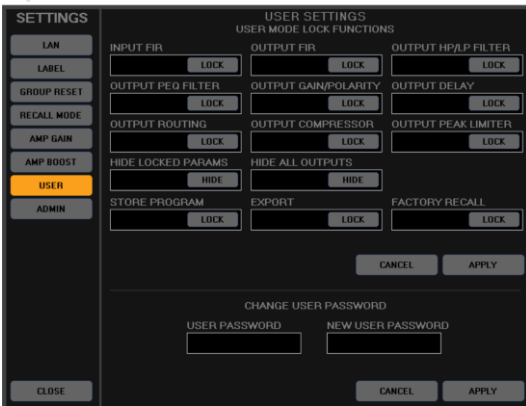 SETTINGS
LAN
LABEL
GROUP RESET
RECALL MODE
AMP GAIN
AMP BOOST
USER
ADMIN
CLOSE
USER SETTINGS
USER MODE LOCK FUNCTIONS
INPUT FIR OUTPUT FIR OUTPUT HP/LP FILTER
LOCK LOCK LOCK
OUTPUT PEQ FILTER OUTPUT GAIN/POLARITY OUTPUT DELAY
LOCK LOCK LOCK
OUTPUT ROUTING OUTPUT COMPRESSOR OUTPUT PEAK LIMITER
LOCK LOCK LOCK
HIDE LOCKED PARAMS HIDE ALL OUTPUTS
HIDE HIDE
STORE PROGRAM EXPORT FACTORY RECALL
LOCK LOCK LOCK
CANCEL APPLY
CHANGE USER PASSWORD
USER PASSWORD NEW USER PASSWORD
CANCEL APPLY